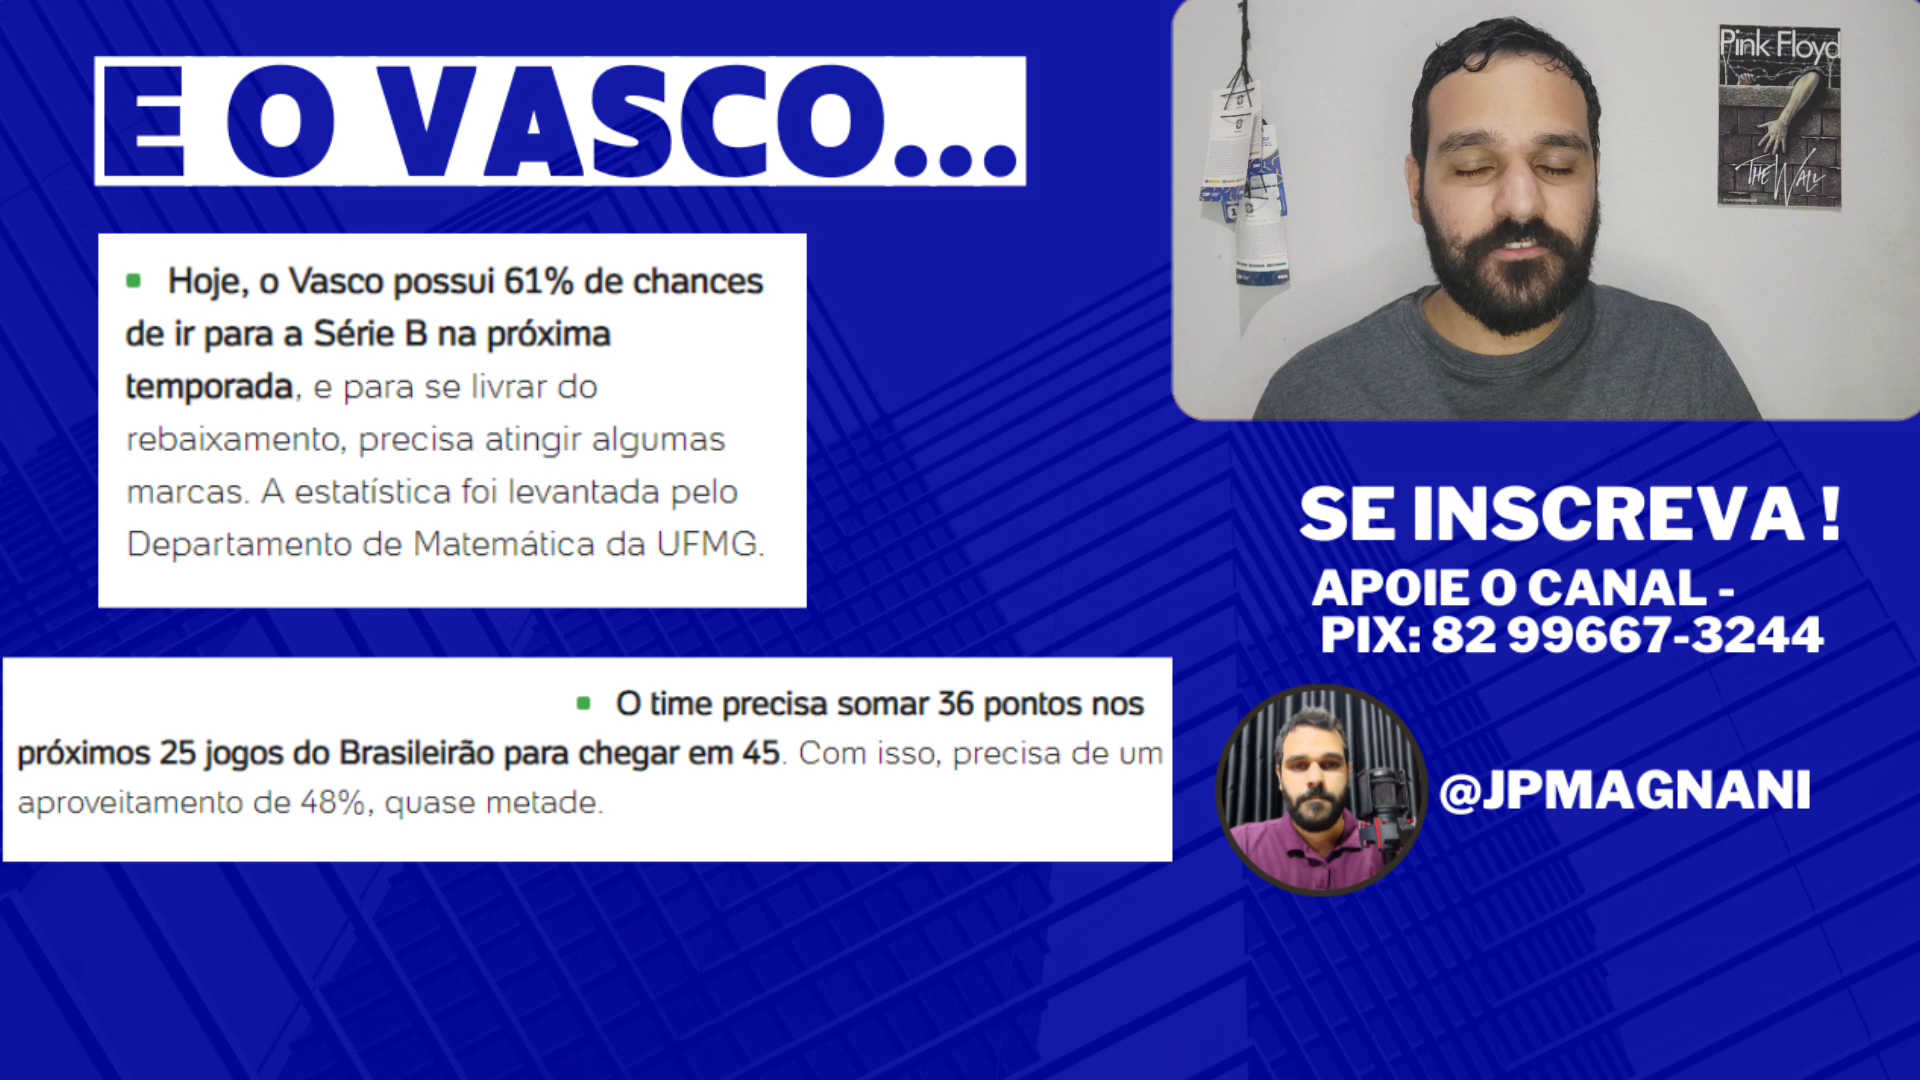 E O VASCO...
Hoje, o Vasco possui 61% de chances
de ir para a Série B na próxima
temporada, e para se livrar do
rebaixamento, precisa atingir algumas
marcas. A estatística foi levantada pelo
Departamento de Matemática da UFMG.
O time precisa somar 36 pontos nos
próximos 25 jogos do Brasileirão para chegar em 45. Com isso, precisa de um
aproveitamento de 48%, quase metade.
Pink Floyd
THE WALL
SE INSCREVA !
APOIE O CANAL -
PIX: 82 99667-3244
@JPMAGNANI